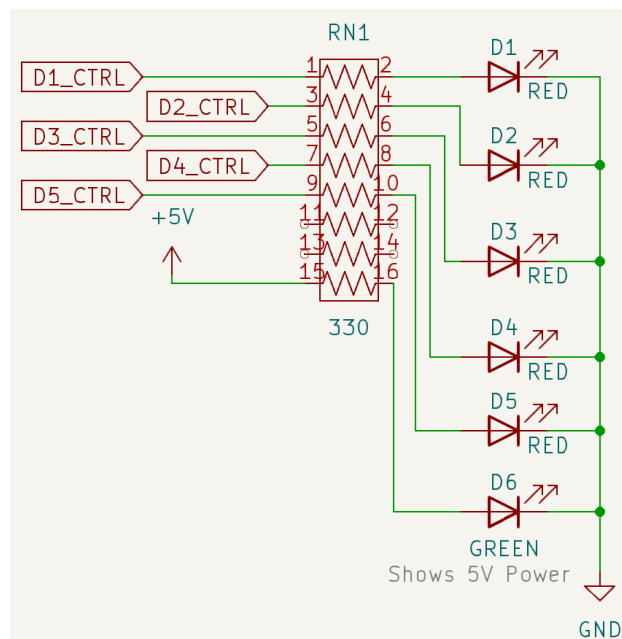 RN1
D1
D1_CTRL
1
2
RED
D2_CTRL
3
4
D2
D3_CTRL
5
6
RED
D4_CTRL
7
8
D5_CTRL
9
10
+5V
11
12
D3
13
14
RED
15
16
330
D4
RED
D5
RED
D6
GREEN
Shows 5V Power
GND